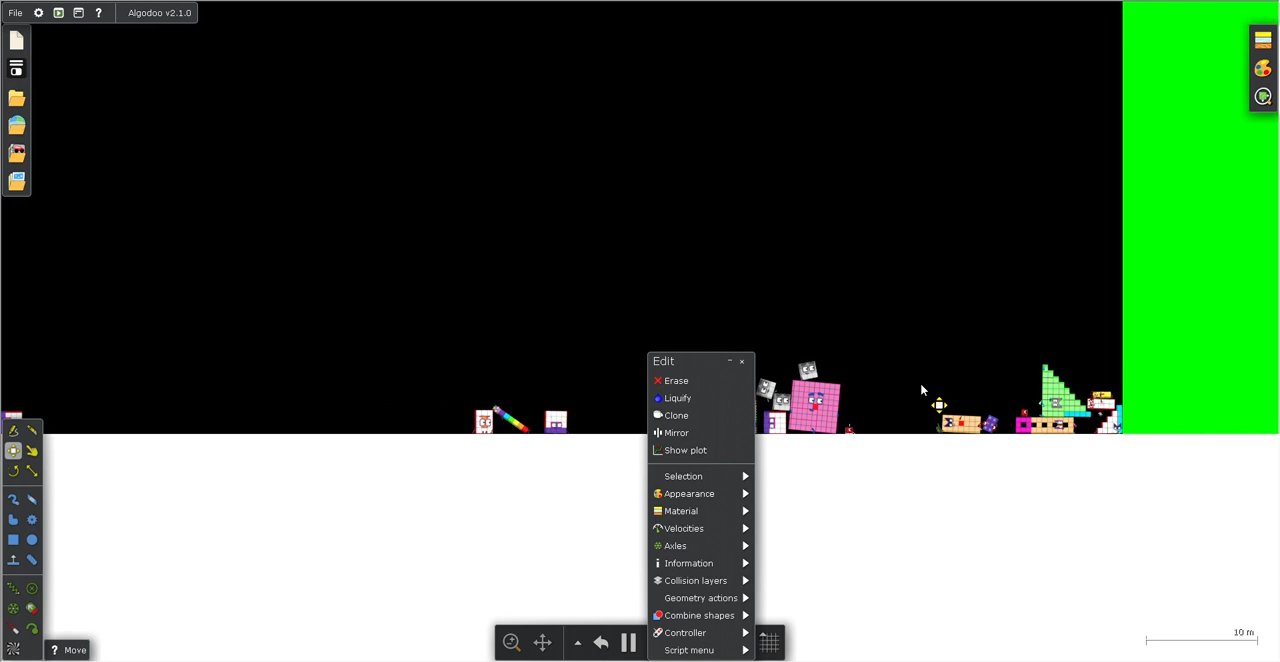 File ? Algodoo v2.1.0
Edit – ×
Erase
Liquify
Clone
Mirror
Show plot
Selection
Appearance
Material
Velocities
Axles
Information
Collision layers
Geometry actions
Combine shapes
Controller
Script menu
10 m
? Move